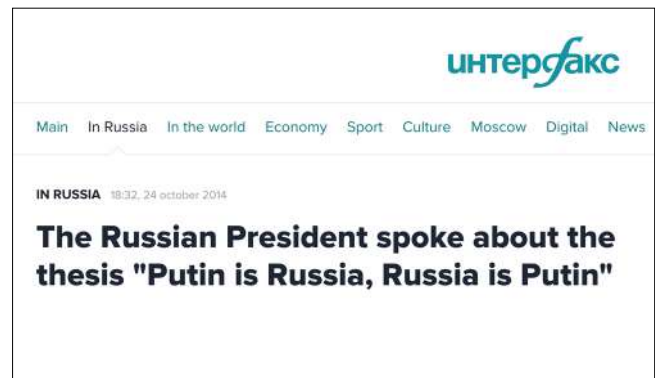 интерфакс
Main In Russia In the world Economy Sport Culture Moscow Digital News
IN RUSSIA 18:32, 24 october 2014
The Russian President spoke about the
thesis "Putin is Russia, Russia is Putin"